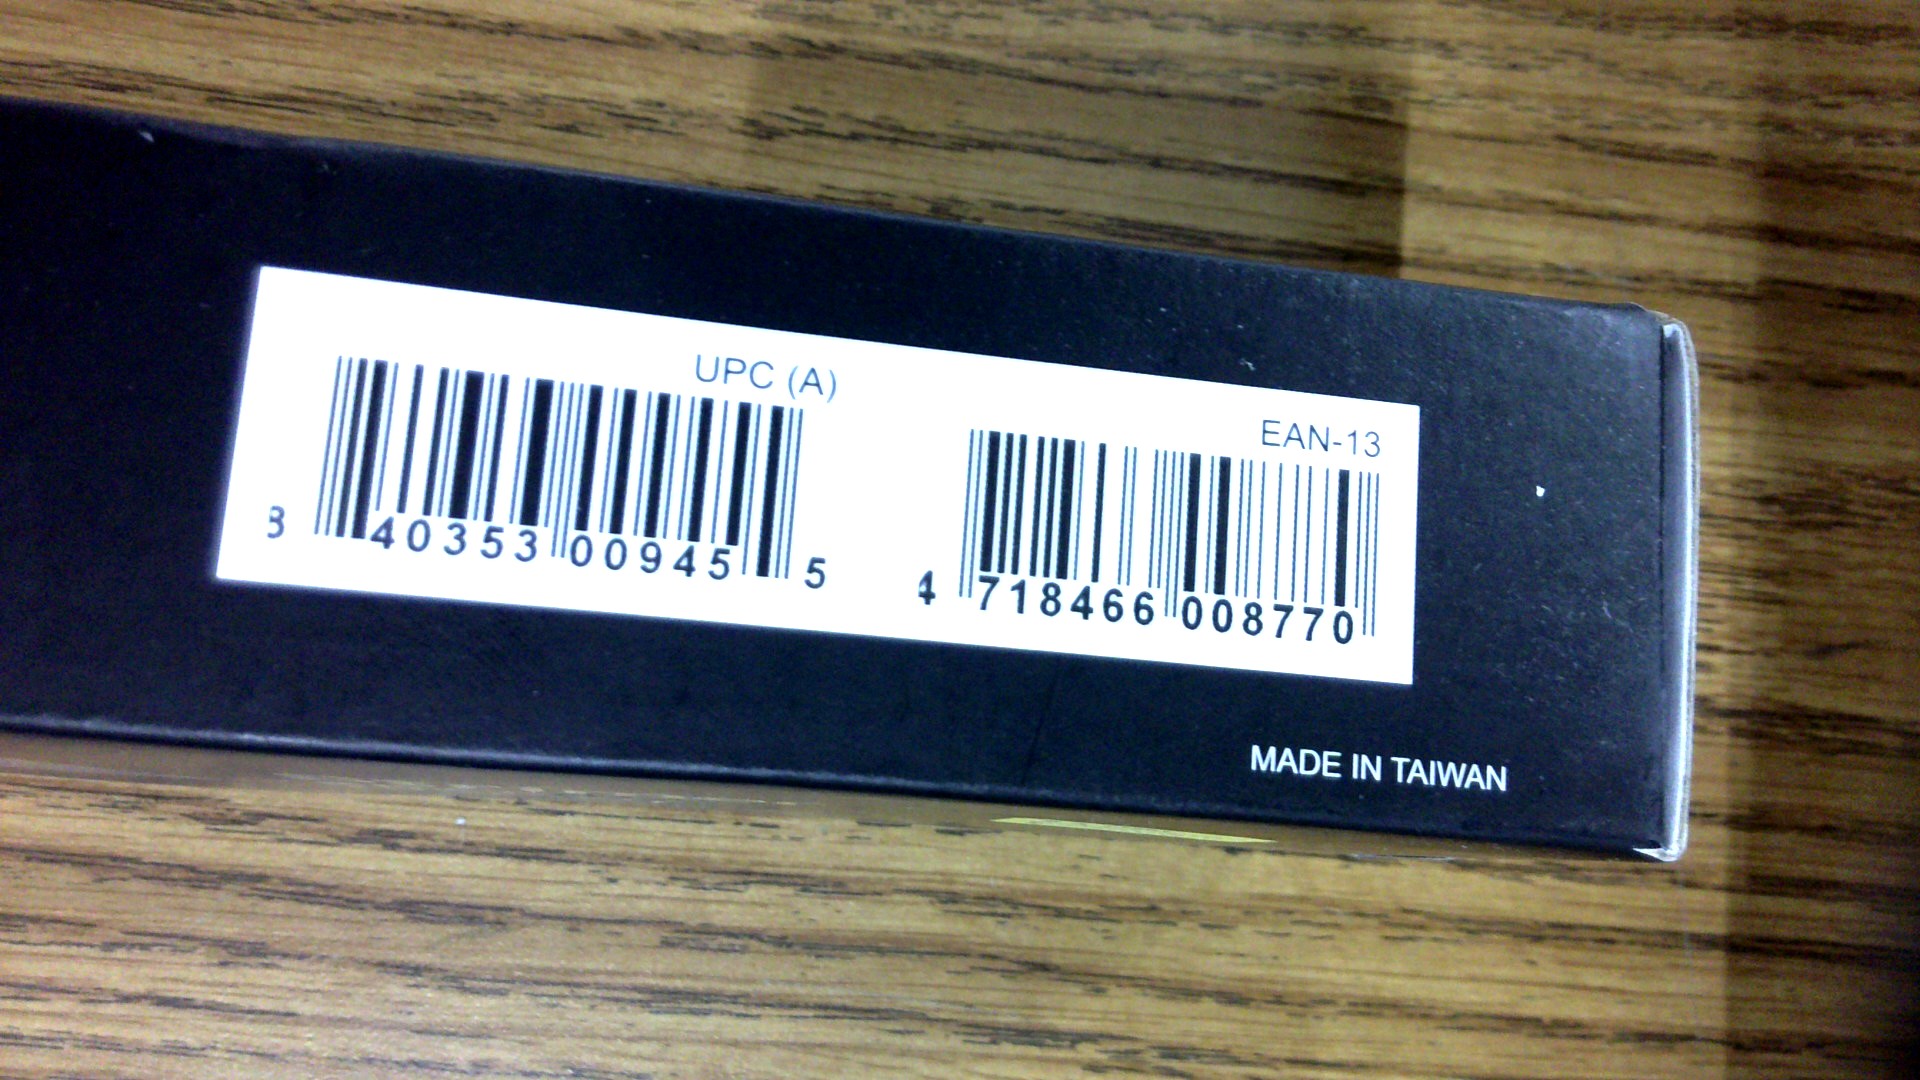 UPC (A)
8 40353 00945 5
EAN-13
4 718466 008770
MADE IN TAIWAN